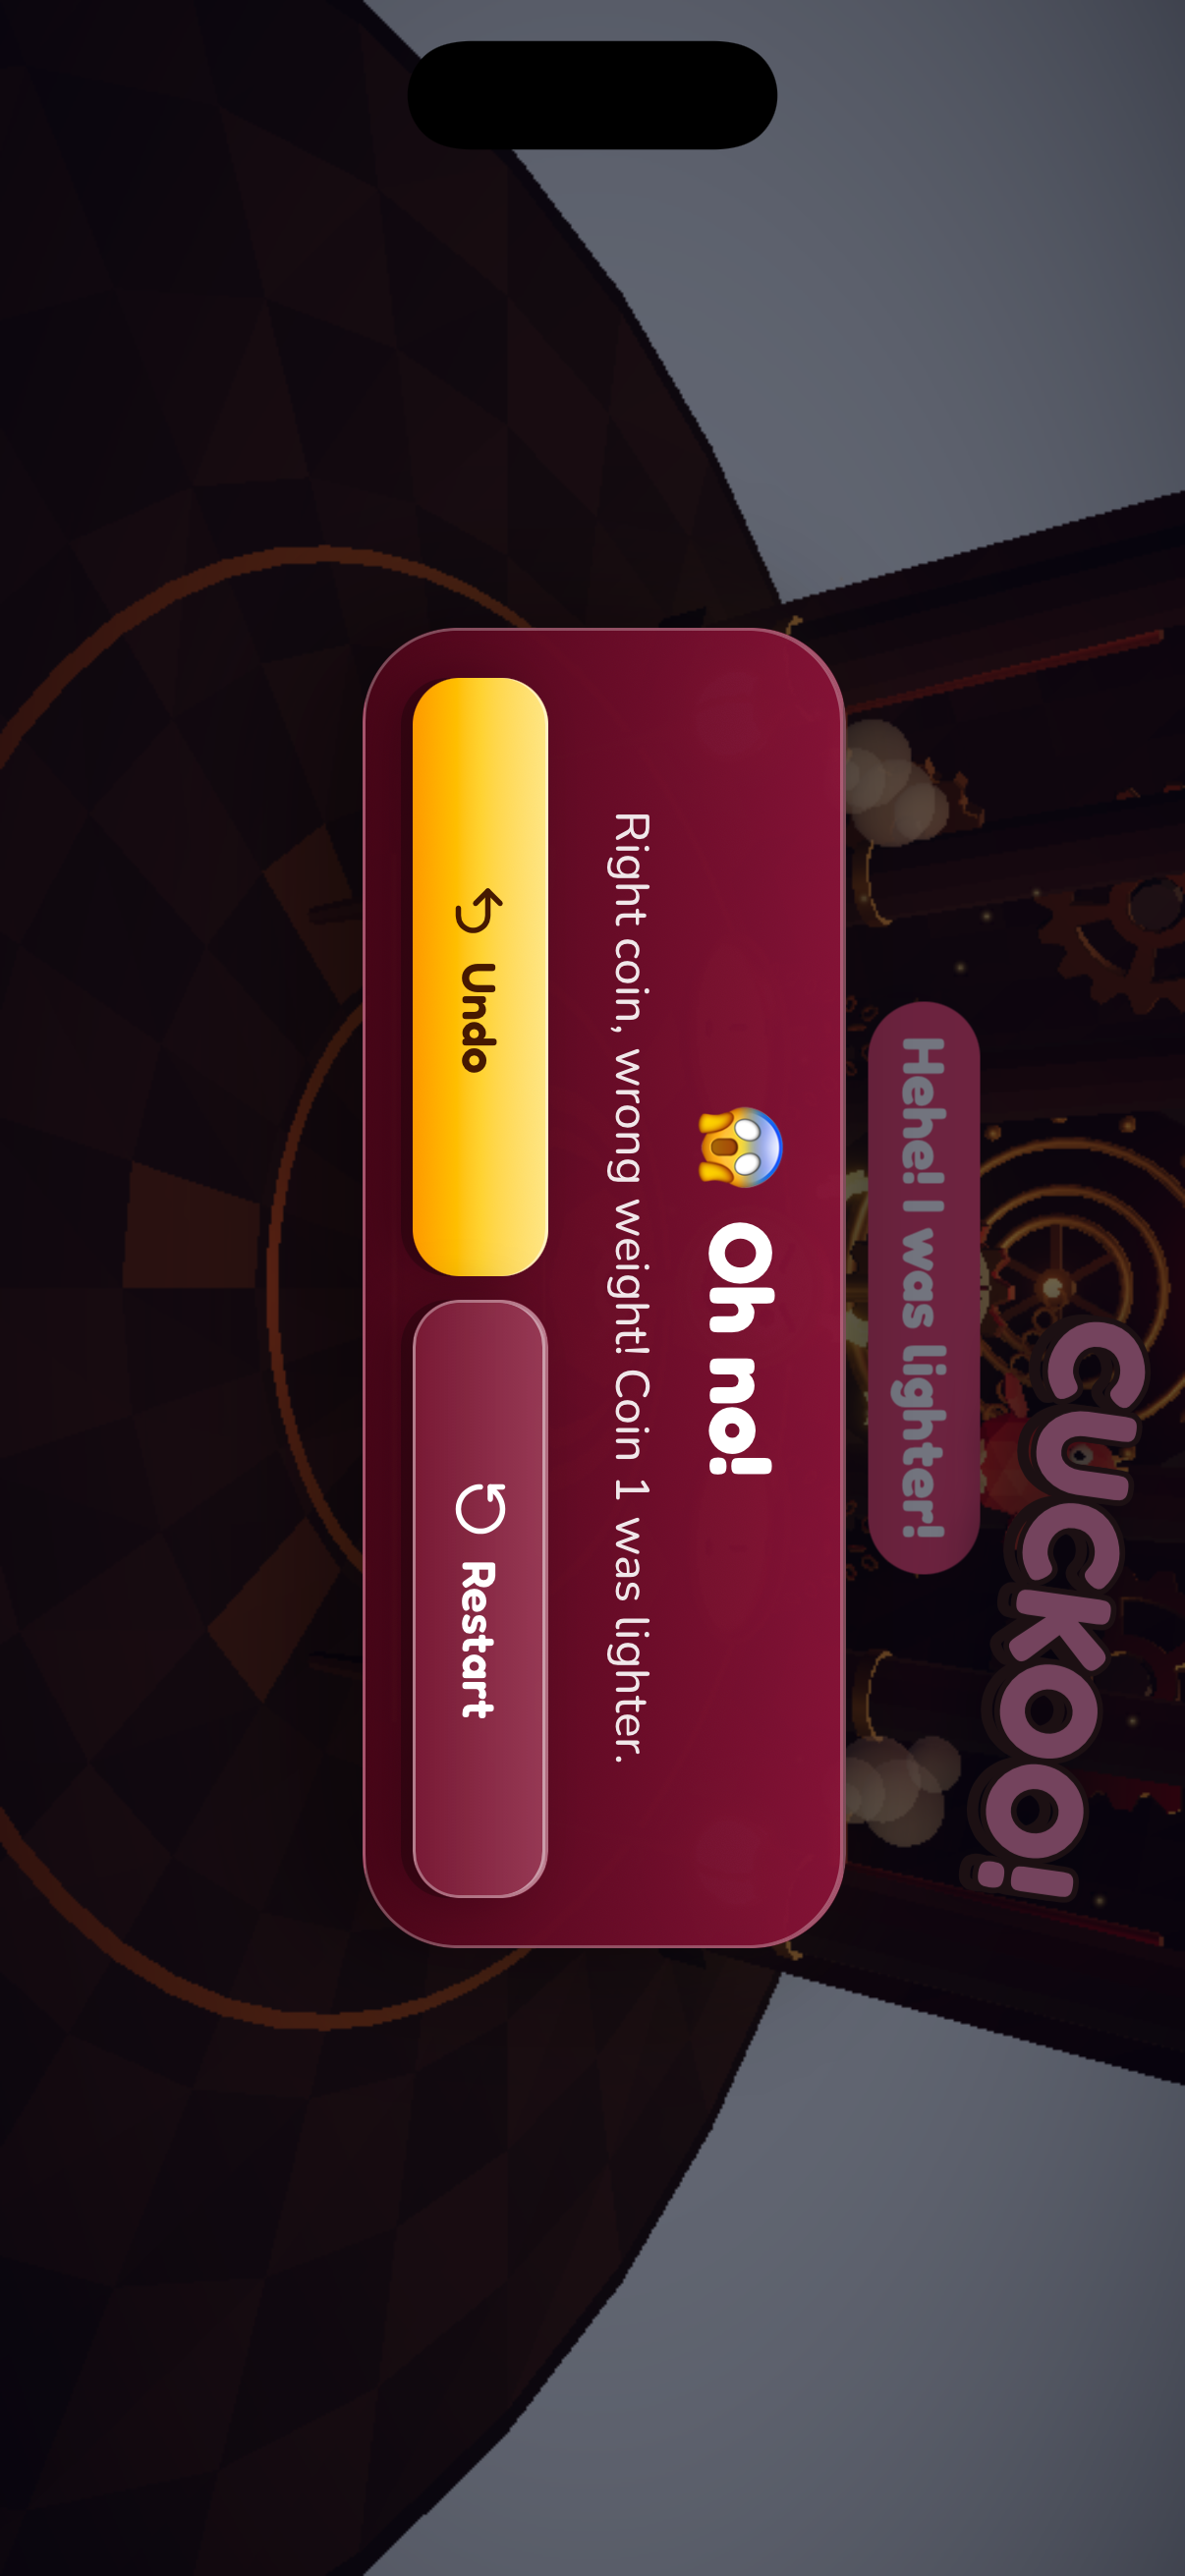 CUCKOO!
Hehe! I was lighter!
😱 Oh no!
Right coin, wrong weight! Coin 1 was lighter.
Undo
Restart